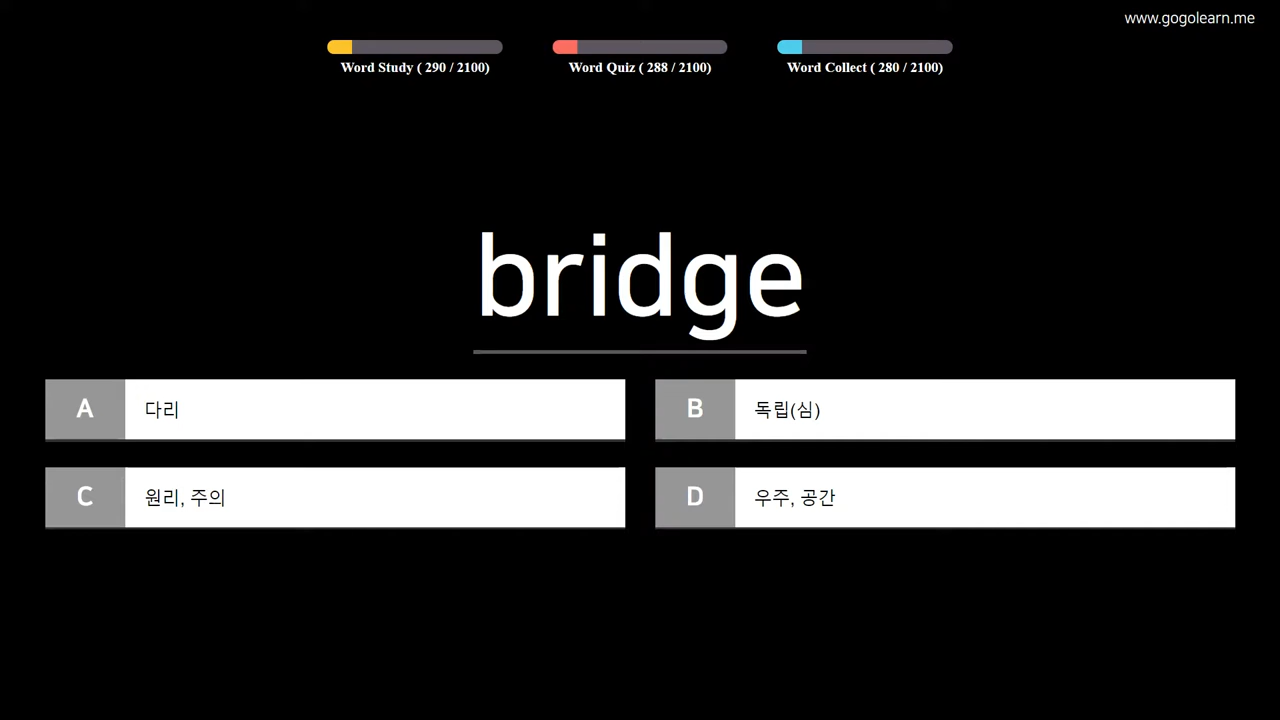 www.gogolearn.me
Word Study ( 290 / 2100)
Word Quiz ( 288 / 2100)
Word Collect ( 280 / 2100)
bridge
A 다리
B 독립(심)
C 원리, 주의
D 우주, 공간